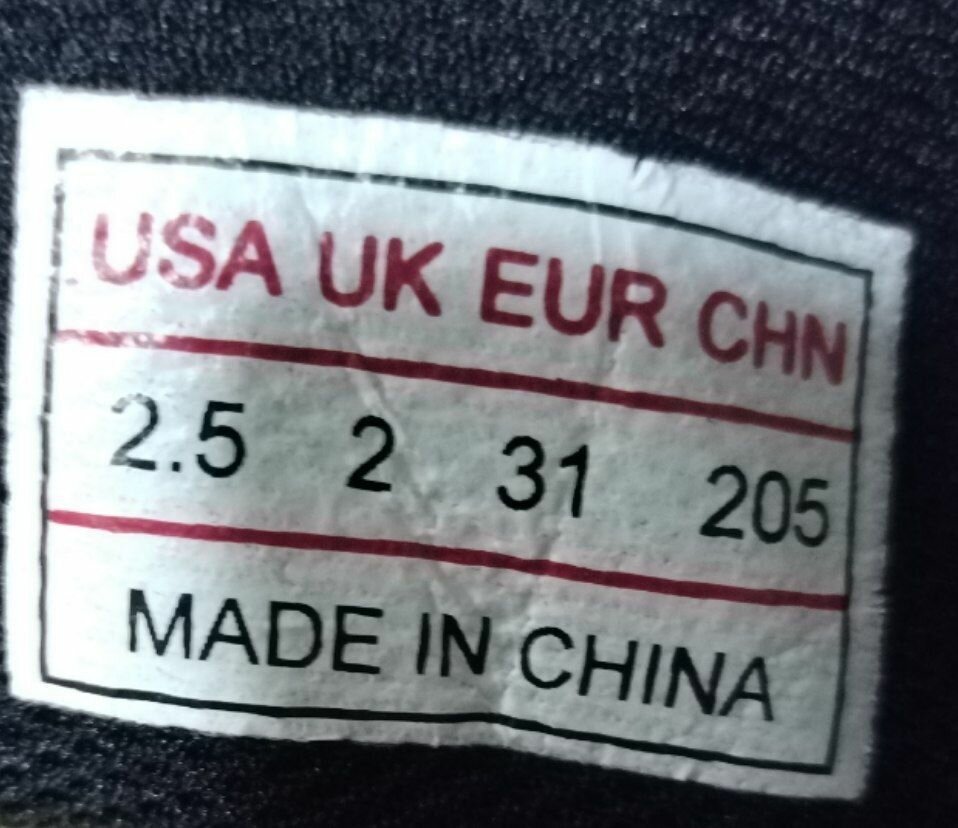 USA UK EUR CHN
2.5 2 31 205
MADE IN CHINA